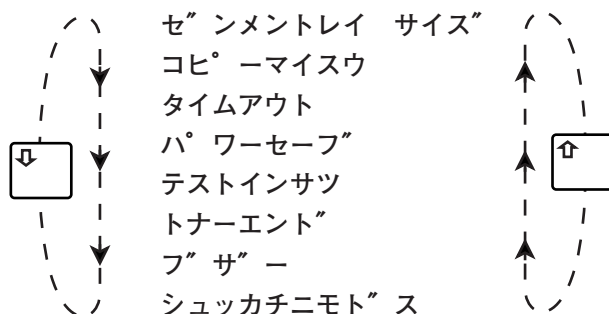 セ゛ンメントレイ　サイス゛
コヒ゜ーマイスウ
タイムアウト
ハ゜ワーセーフ゛
テストインサツ
トナーエント゛
フ゛サ゛ー
シュッカチニモト゛ス